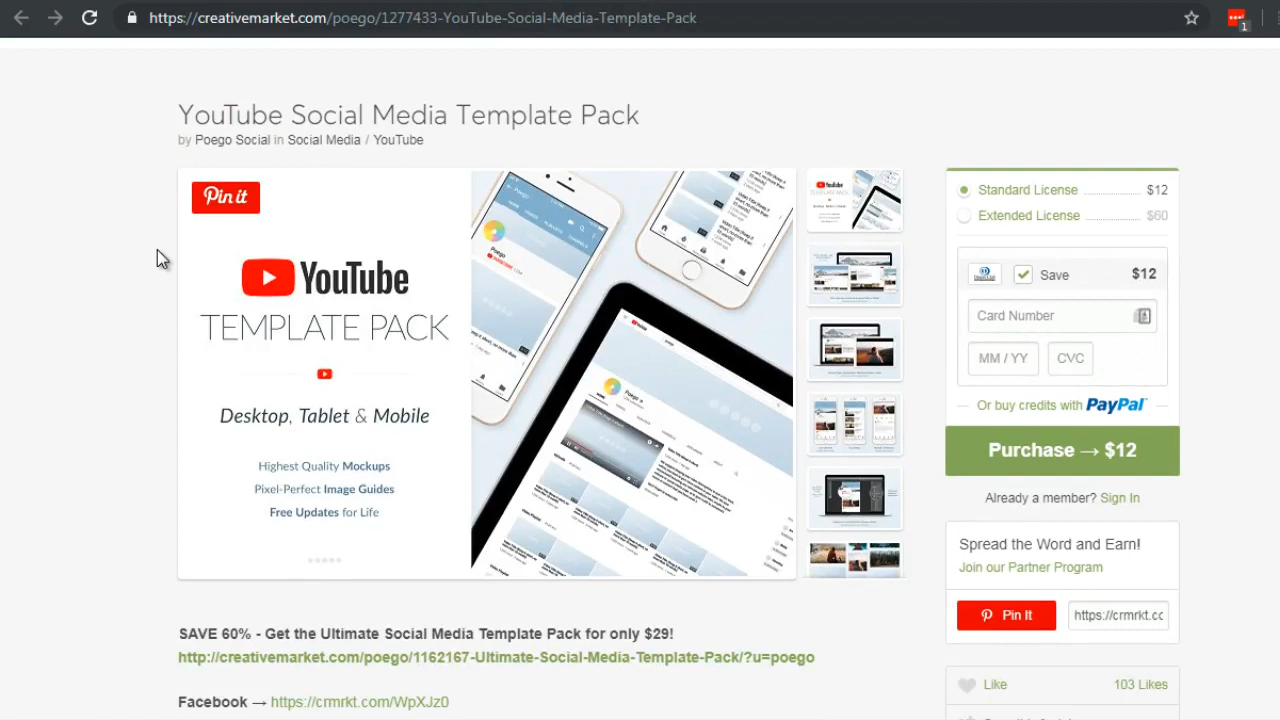 https://creativemarket.com/poego/1277433-YouTube-Social-Media-Template-Pack
1
YouTube Social Media Template Pack
by Poego Social in Social Media / YouTube
Pin it
YouTube
TEMPLATE PACK
Desktop, Tablet & Mobile
Highest Quality Mockups
Pixel-Perfect Image Guides
Free Updates for Life
Standard License $12
Extended License $60
Save $12
Card Number
MM / YY CVC
Or buy credits with PayPal
Purchase → $12
Already a member? Sign In
Spread the Word and Earn!
Join our Partner Program
Pin It https://crmrkt.cc
Like 103 Likes
SAVE 60% - Get the Ultimate Social Media Template Pack for only $29!
http://creativemarket.com/poego/1162167-Ultimate-Social-Media-Template-Pack/?u=poego
Facebook → https://crmrkt.com/WpXJz0